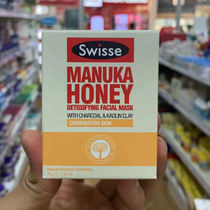 Swisse
MANUKA
HONEY
DETOXIFYING FACIAL MASK
WITH CHARCOAL & KAOLIN CLAY
COMBINATION SKIN